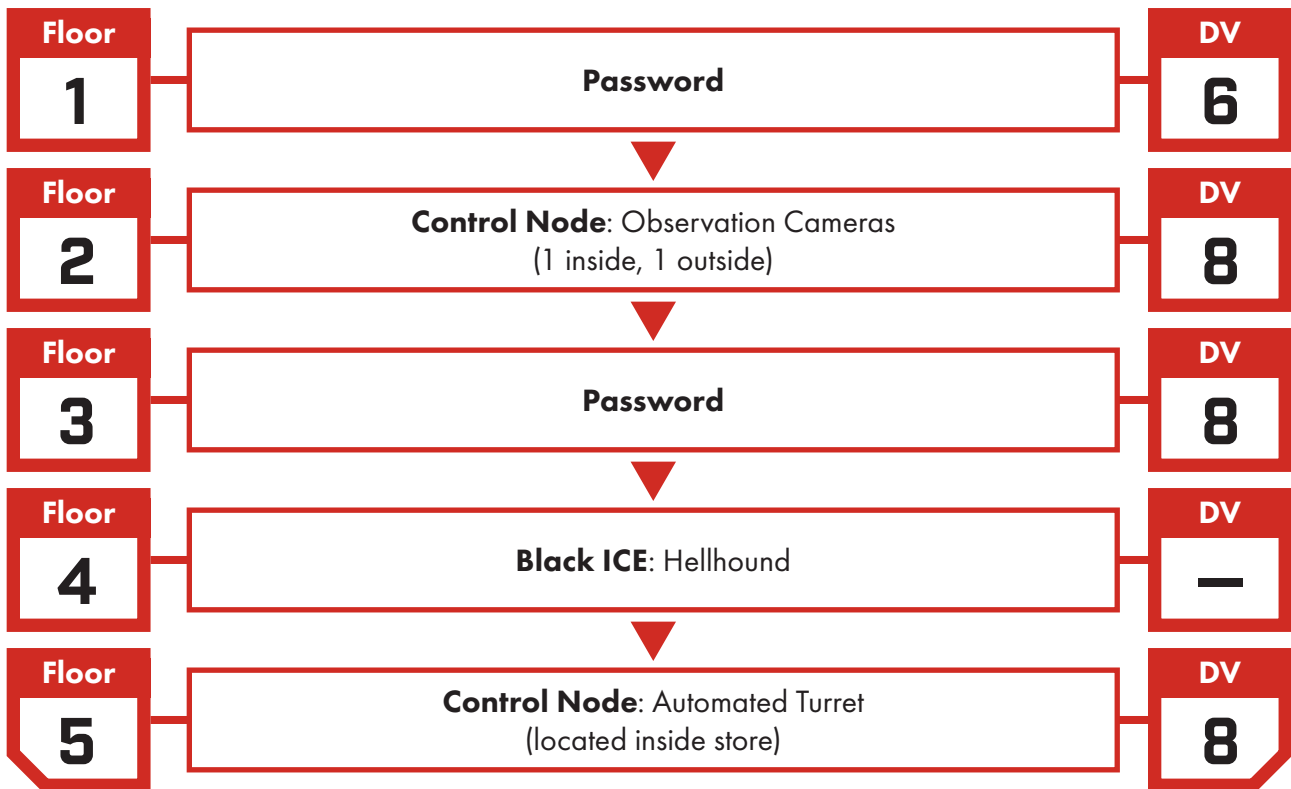 Floor
1
Password
DV
6
Floor
2
Control Node: Observation Cameras
(1 inside, 1 outside)
DV
8
Floor
3
Password
DV
8
Floor
4
Black ICE: Hellhound
DV
—
Floor
5
Control Node: Automated Turret
(located inside store)
DV
8